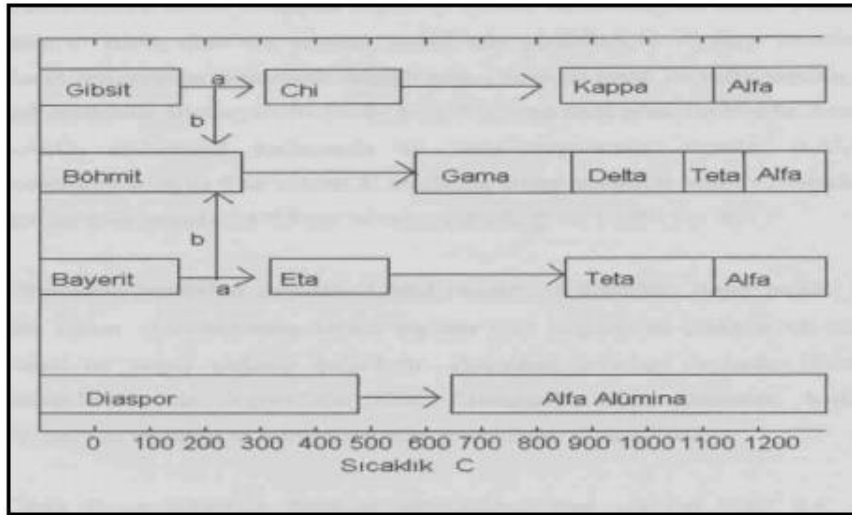 a
Gibsit Chi Kappa Alfa
b
Böhmit Gama Delta Teta Alfa
b
Bayerit Eta Teta Alfa
a
Diaspor Alfa Alümina
0 100 200 300 400 500 600 700 800 900 1000 1100 1200
Sıcaklık C